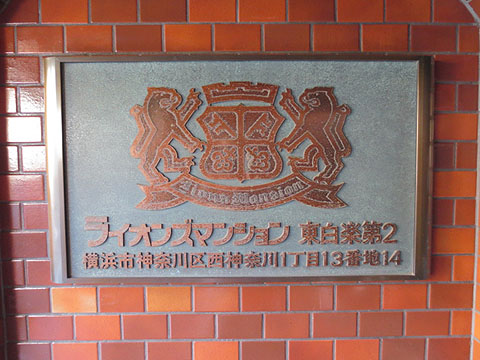 Lions Mansion
ライオンズマンション 東白楽第2
横浜市神奈川区西神奈川1丁目13番地14